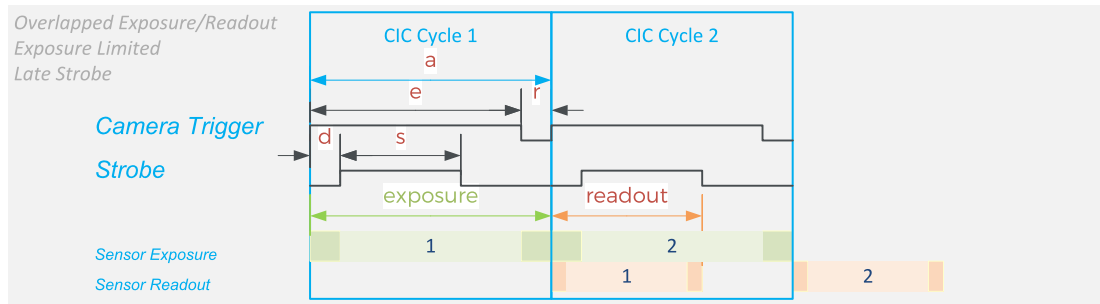 Overlapped Exposure/Readout
Exposure Limited
Late Strobe
CIC Cycle 1
CIC Cycle 2
a
e
r
Camera Trigger
d
s
Strobe
exposure
readout
Sensor Exposure
1
2
Sensor Readout
1
2